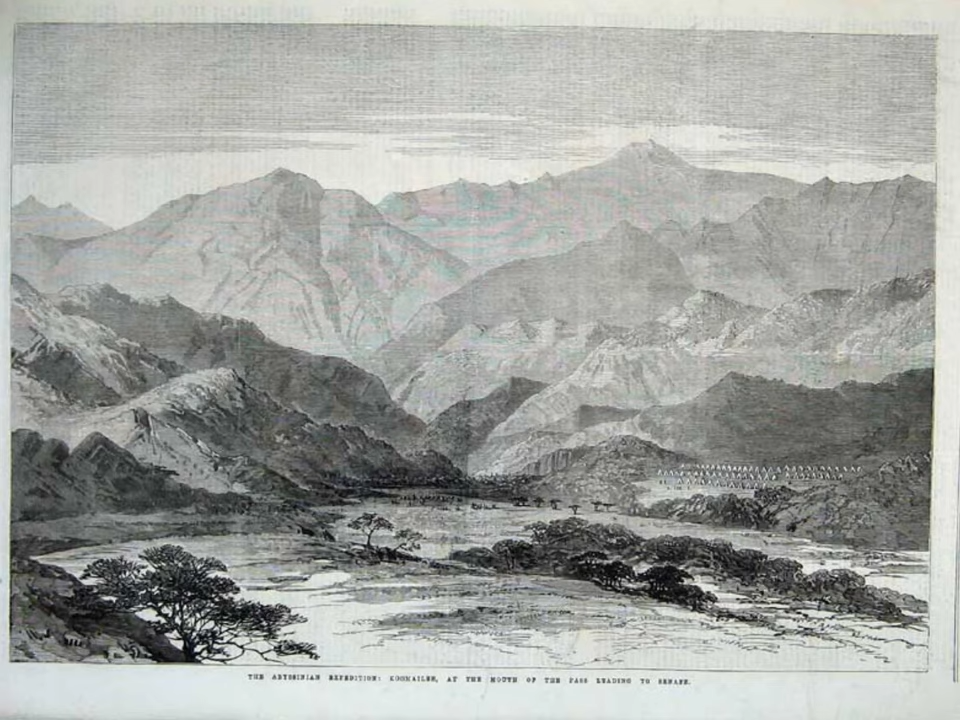 THE ABYSSINIAN EXPEDITION: KOOMAILEE, AT THE MOUTH OF THE PASS LEADING TO SENAFE.